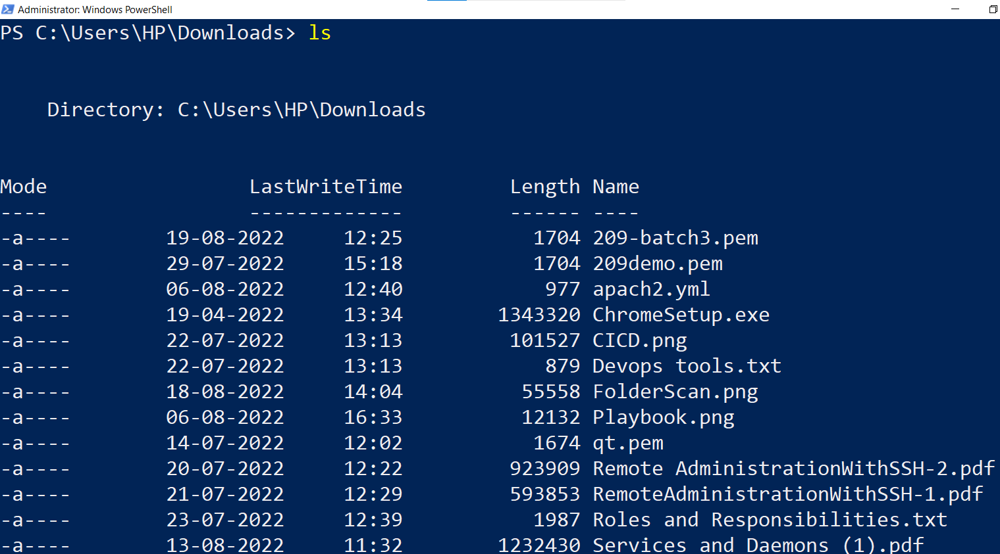 Administrator: Windows PowerShell
PS C:\Users\HP\Downloads> ls
Directory: C:\Users\HP\Downloads
Mode LastWriteTime Length Name
---- ------------- ------ ----
-a---- 19-08-2022 12:25 1704 209-batch3.pem
-a---- 29-07-2022 15:18 1704 209demo.pem
-a---- 06-08-2022 12:40 977 apach2.yml
-a---- 19-04-2022 13:34 1343320 ChromeSetup.exe
-a---- 22-07-2022 13:13 101527 CICD.png
-a---- 22-07-2022 13:13 879 Devops tools.txt
-a---- 18-08-2022 14:04 55558 FolderScan.png
-a---- 06-08-2022 16:33 12132 Playbook.png
-a---- 14-07-2022 12:02 1674 qt.pem
-a---- 20-07-2022 12:22 923909 Remote AdministrationWithSSH-2.pdf
-a---- 21-07-2022 12:29 593853 RemoteAdministrationWithSSH-1.pdf
-a---- 23-07-2022 12:39 1987 Roles and Responsibilities.txt
-a---- 13-08-2022 11:32 1232430 Services and Daemons (1).pdf